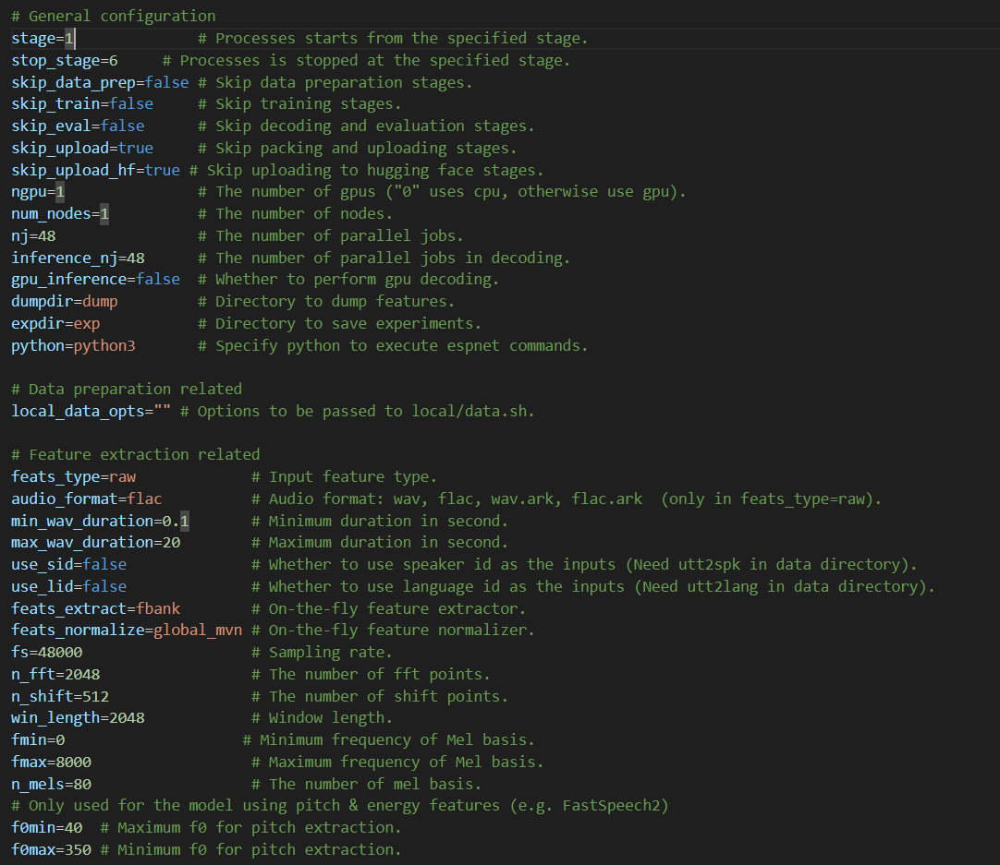 # General configuration
stage=1              # Processes starts from the specified stage.
stop_stage=6     # Processes is stopped at the specified stage.
skip_data_prep=false # Skip data preparation stages.
skip_train=false     # Skip training stages.
skip_eval=false      # Skip decoding and evaluation stages.
skip_upload=true     # Skip packing and uploading stages.
skip_upload_hf=true # Skip uploading to hugging face stages.
ngpu=1               # The number of gpus ("0" uses cpu, otherwise use gpu).
num_nodes=1          # The number of nodes.
nj=48                # The number of parallel jobs.
inference_nj=48      # The number of parallel jobs in decoding.
gpu_inference=false  # Whether to perform gpu decoding.
dumpdir=dump         # Directory to dump features.
expdir=exp           # Directory to save experiments.
python=python3       # Specify python to execute espnet commands.

# Data preparation related
local_data_opts="" # Options to be passed to local/data.sh.

# Feature extraction related
feats_type=raw             # Input feature type.
audio_format=flac          # Audio format: wav, flac, wav.ark, flac.ark  (only in feats_type=raw).
min_wav_duration=0.1       # Minimum duration in second.
max_wav_duration=20        # Maximum duration in second.
use_sid=false              # Whether to use speaker id as the inputs (Need utt2spk in data directory).
use_lid=false              # Whether to use language id as the inputs (Need utt2lang in data directory).
feats_extract=fbank        # On-the-fly feature extractor.
feats_normalize=global_mvn # On-the-fly feature normalizer.
fs=48000                   # Sampling rate.
n_fft=2048                 # The number of fft points.
n_shift=512                # The number of shift points.
win_length=2048            # Window length.
fmin=0                    # Minimum frequency of Mel basis.
fmax=8000                  # Maximum frequency of Mel basis.
n_mels=80                  # The number of mel basis.
# Only used for the model using pitch & energy features (e.g. FastSpeech2)
f0min=40  # Maximum f0 for pitch extraction.
f0max=350 # Minimum f0 for pitch extraction.